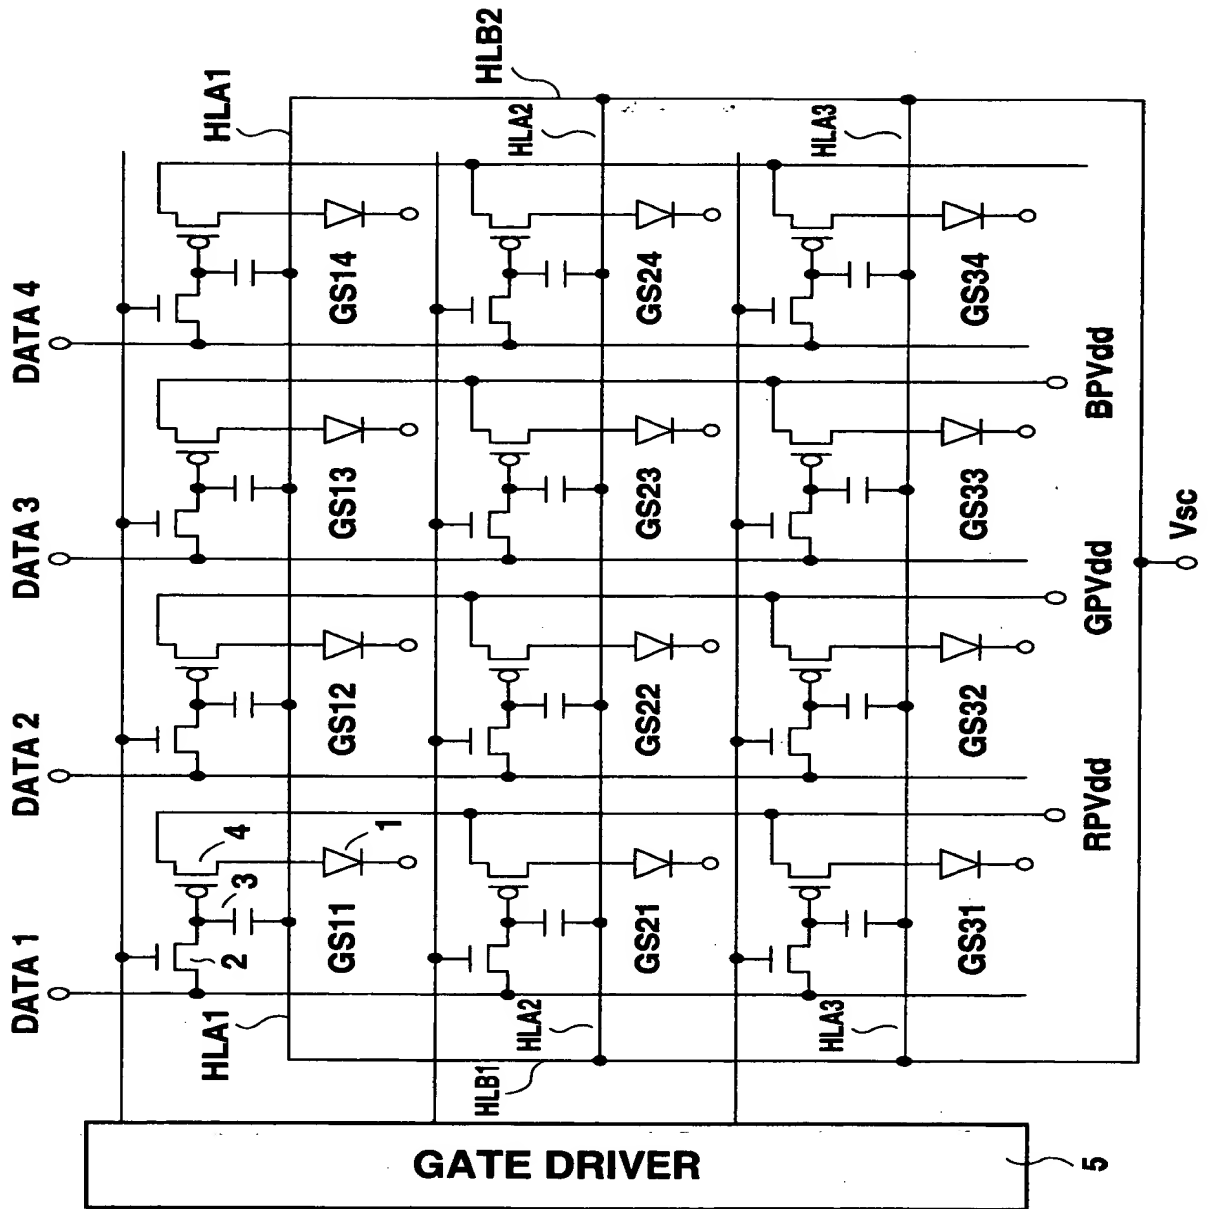 DATA 1
DATA 2
DATA 3
DATA 4
HLA1
HLB2
2
3
4
1
HLA1
GS11
GS12
GS13
GS14
HLA2
HLB1
HLA2
GS21
GS22
GS23
GS24
HLA3
HLA3
GS31
GS32
GS33
GS34
RPVdd
GPVdd
BPVdd
Vsc
GATE DRIVER
5